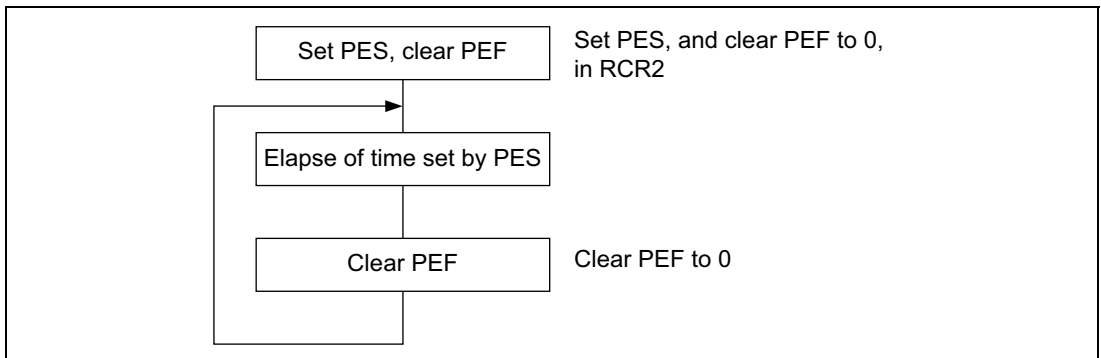 Set PES, clear PEF
Set PES, and clear PEF to 0,
in RCR2
Elapse of time set by PES
Clear PEF
Clear PEF to 0